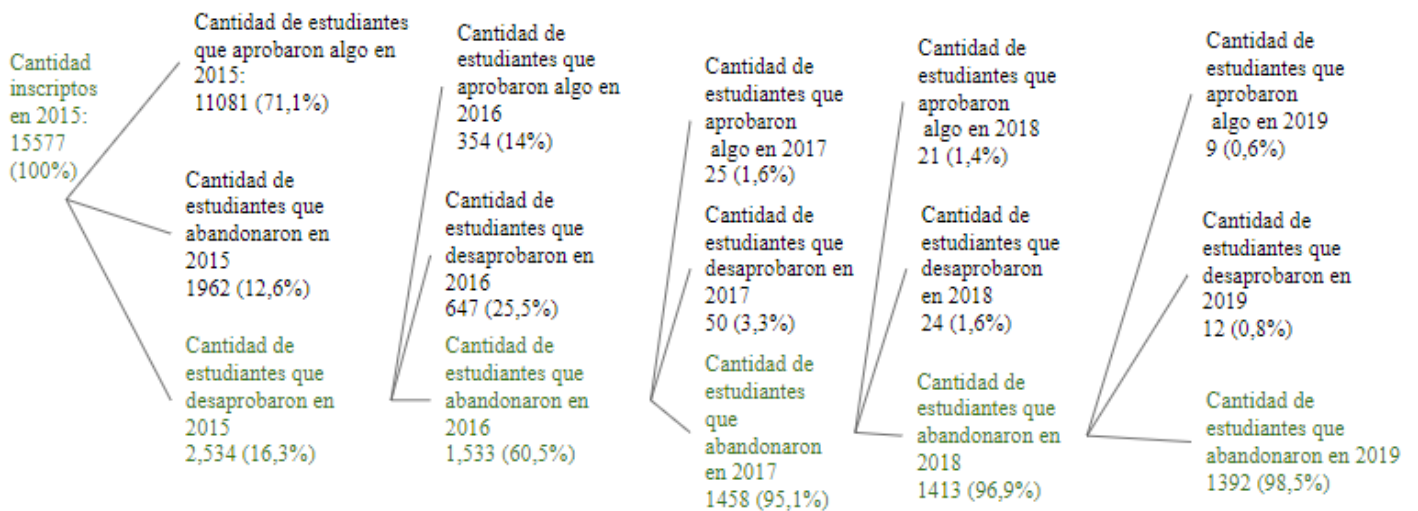 Cantidad
inscriptos
en 2015:
15577
(100%)
Cantidad de estudiantes
que aprobaron algo en
2015:
11081 (71,1%)
Cantidad de
estudiantes que
abandonaron en
2015
1962 (12,6%)
Cantidad de
estudiantes que
desaprobaron en
2015
2,534 (16,3%)
Cantidad de
estudiantes que
aprobaron algo en
2016
354 (14%)
Cantidad de
estudiantes que
desaprobaron en
2016
647 (25,5%)
Cantidad de
estudiantes que
abandonaron en
2016
1,533 (60,5%)
Cantidad de
estudiantes que
aprobaron
algo en 2017
25 (1,6%)
Cantidad de
estudiantes que
desaprobaron en
2017
50 (3,3%)
Cantidad de
estudiantes
que
abandonaron
en 2017
1458 (95,1%)
Cantidad de
estudiantes que
aprobaron
algo en 2018
21 (1,4%)
Cantidad de
estudiantes que
desaprobaron
en 2018
24 (1,6%)
Cantidad de
estudiantes que
abandonaron en
2018
1413 (96,9%)
Cantidad de
estudiantes que
aprobaron
algo en 2019
9 (0,6%)
Cantidad de
estudiantes que
desaprobaron en
2019
12 (0,8%)
Cantidad de
estudiantes que
abandonaron en 2019
1392 (98,5%)